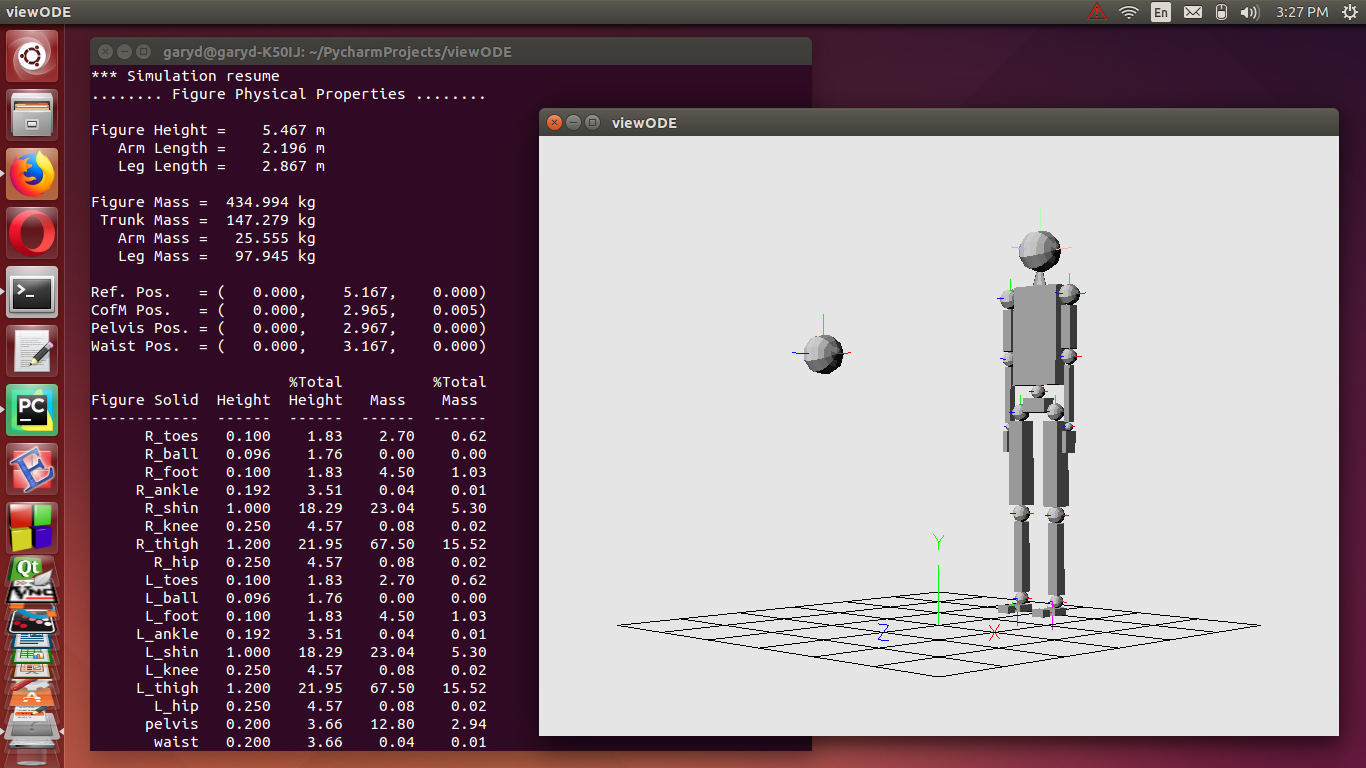 viewODE
En
3:27 PM
garyd@garyd-K50IJ: ~/PycharmProjects/viewODE
*** Simulation resume
........ Figure Physical Properties ........
Figure Height =    5.467 m
Arm Length =    2.196 m
Leg Length =    2.867 m
Figure Mass =  434.994 kg
Trunk Mass =  147.279 kg
Arm Mass =   25.555 kg
Leg Mass =   97.945 kg
Ref. Pos.   = (   0.000,    5.167,    0.000)
CofM Pos.   = (   0.000,    2.965,    0.005)
Pelvis Pos. = (   0.000,    2.967,    0.000)
Waist Pos.  = (   0.000,    3.167,    0.000)
%Total          %Total
Figure Solid  Height  Height   Mass    Mass
------------  ------  ------  ------  ------
R_toes   0.100    1.83    2.70    0.62
R_ball   0.096    1.76    0.00    0.00
R_foot   0.100    1.83    4.50    1.03
R_ankle   0.192    3.51    0.04    0.01
R_shin   1.000   18.29   23.04    5.30
R_knee   0.250    4.57    0.08    0.02
R_thigh   1.200   21.95   67.50   15.52
R_hip   0.250    4.57    0.08    0.02
L_toes   0.100    1.83    2.70    0.62
L_ball   0.096    1.76    0.00    0.00
L_foot   0.100    1.83    4.50    1.03
L_ankle   0.192    3.51    0.04    0.01
L_shin   1.000   18.29   23.04    5.30
L_knee   0.250    4.57    0.08    0.02
L_thigh   1.200   21.95   67.50   15.52
L_hip   0.250    4.57    0.08    0.02
pelvis   0.200    3.66   12.80    2.94
waist   0.200    3.66    0.04    0.01
viewODE
Y
Z
X
PC
Qt